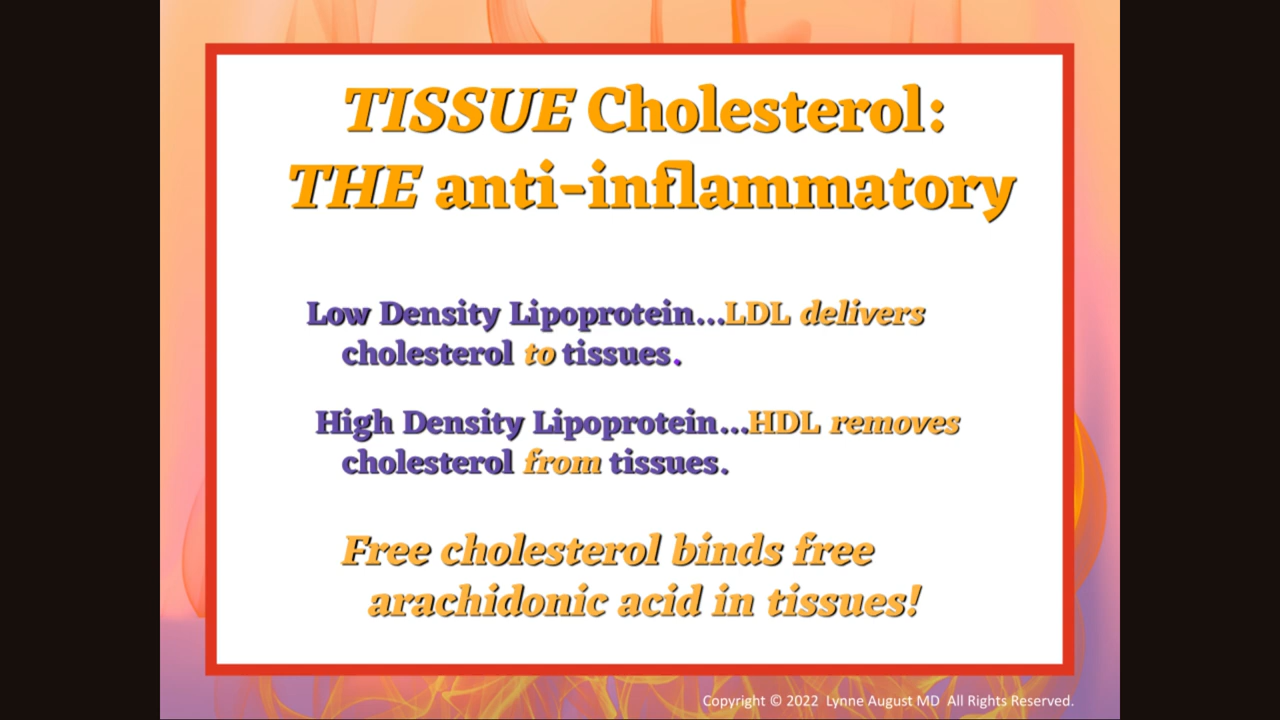 TISSUE Cholesterol:
THE anti-inflammatory
Low Density Lipoprotein...LDL delivers
cholesterol to tissues.
High Density Lipoprotein...HDL removes
cholesterol from tissues.
Free cholesterol binds free
arachidonic acid in tissues!
Copyright © 2022 Lynne August MD All Rights Reserved.